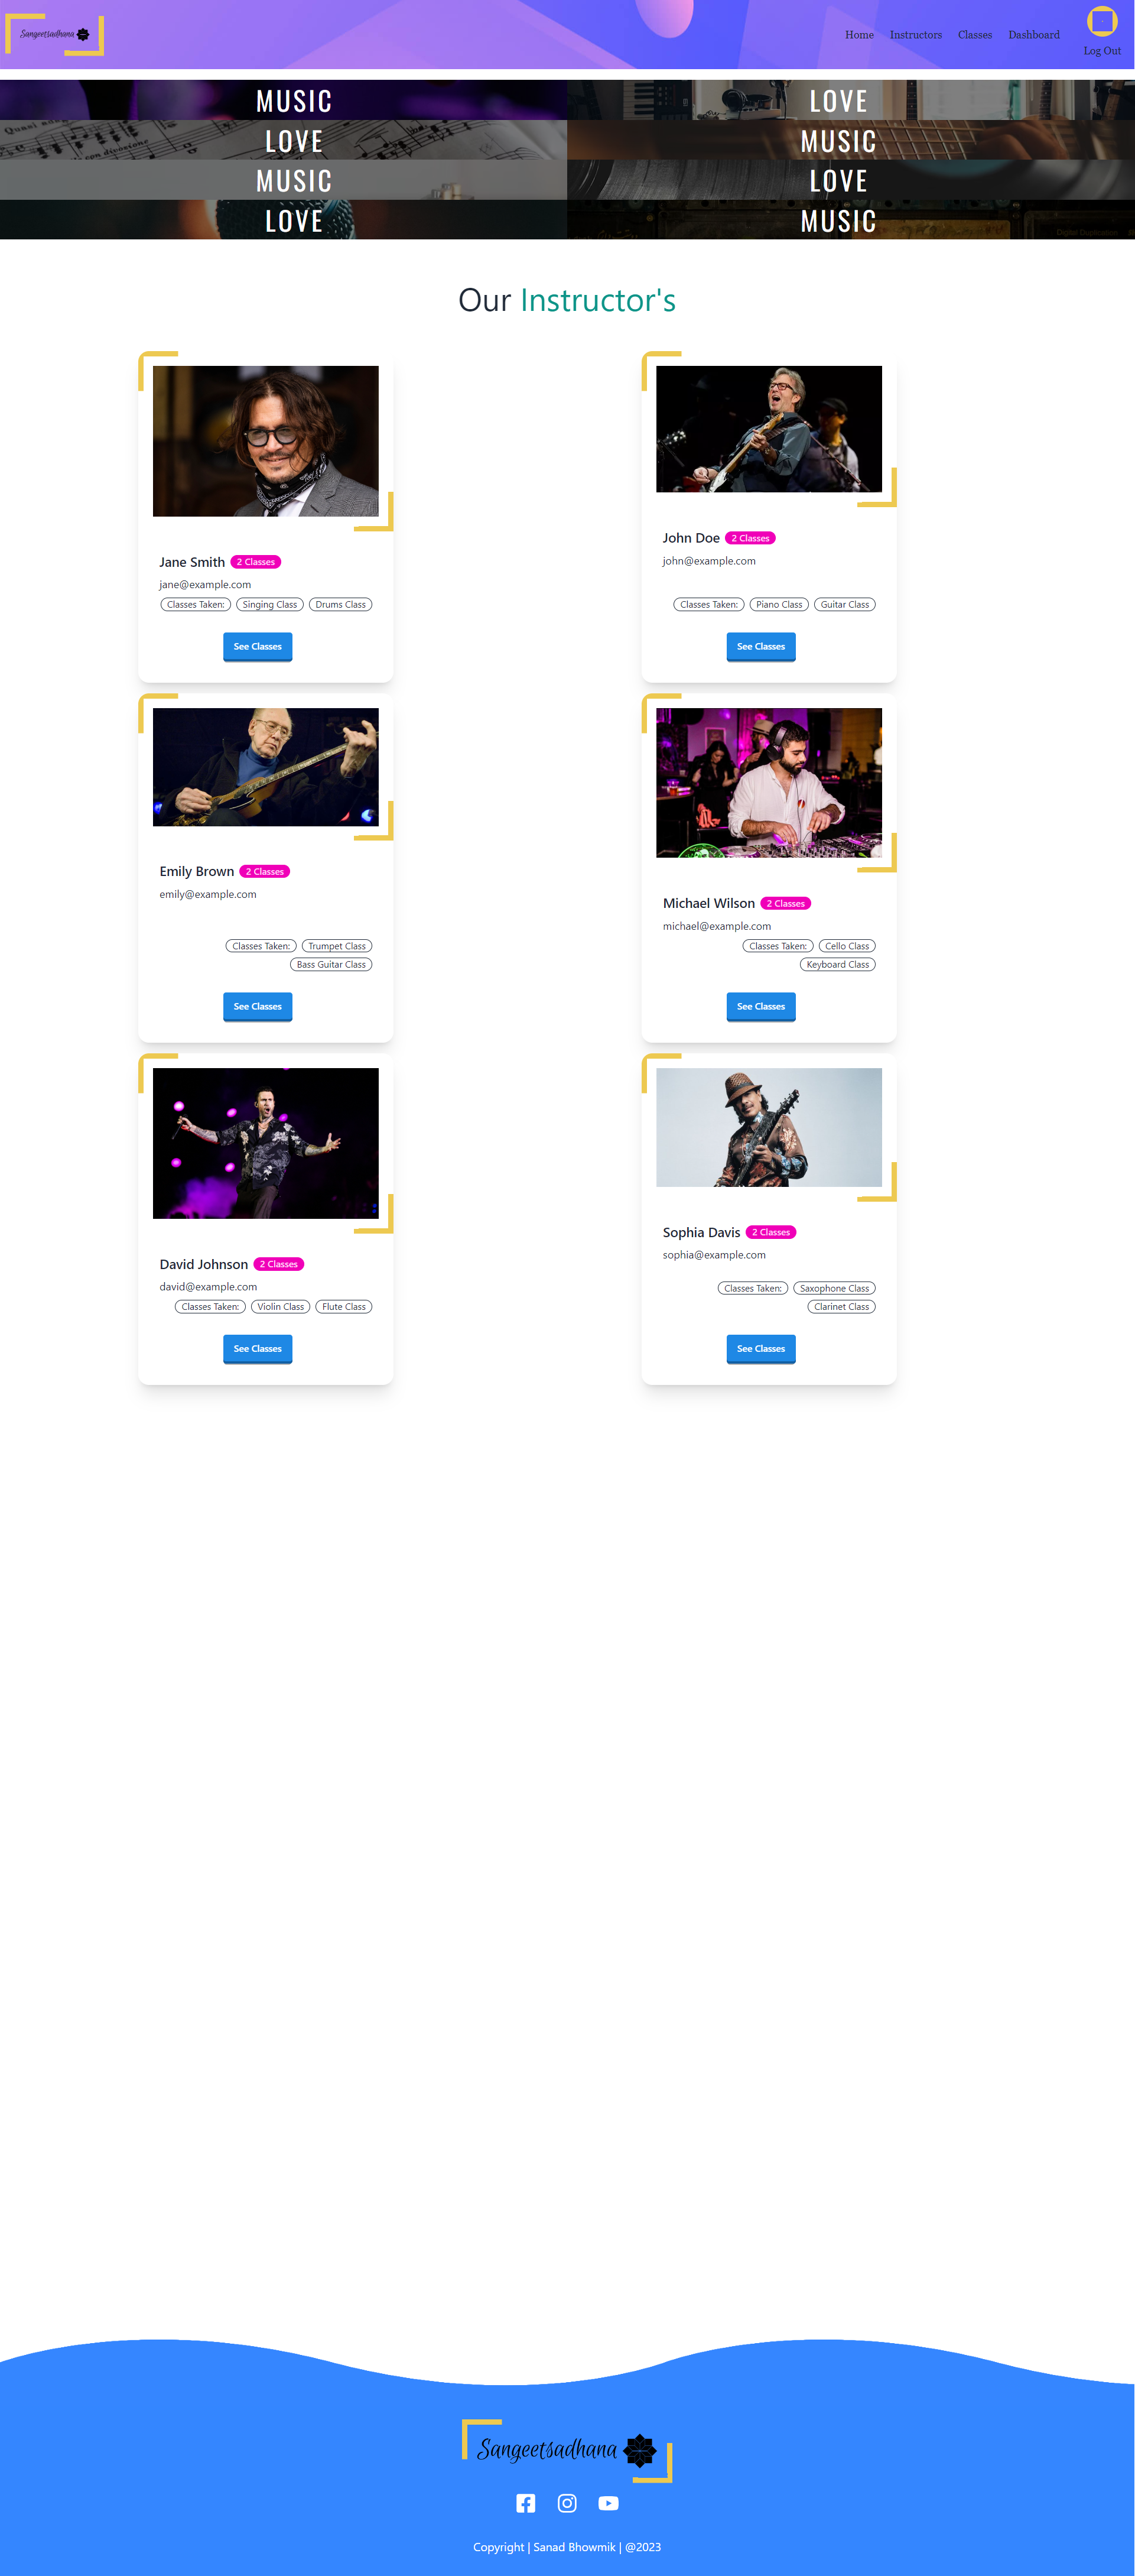 Sangeetsadhana
Home Instructors Classes Dashboard
Log Out
MUSIC LOVE
Quasi
con divozione
LOVE MUSIC
MUSIC LOVE
LOVE MUSIC
Digital Duplication
Our Instructor's
Jane Smith 2 Classes
jane@example.com
Classes Taken: Singing Class Drums Class
See Classes
John Doe 2 Classes
john@example.com
Classes Taken: Piano Class Guitar Class
See Classes
Emily Brown 2 Classes
emily@example.com
Classes Taken: Trumpet Class
Bass Guitar Class
See Classes
Michael Wilson 2 Classes
michael@example.com
Classes Taken: Cello Class
Keyboard Class
See Classes
David Johnson 2 Classes
david@example.com
Classes Taken: Violin Class Flute Class
See Classes
Sophia Davis 2 Classes
sophia@example.com
Classes Taken: Saxophone Class
Clarinet Class
See Classes
Sangeetsadhana
Copyright | Sanad Bhowmik | @2023